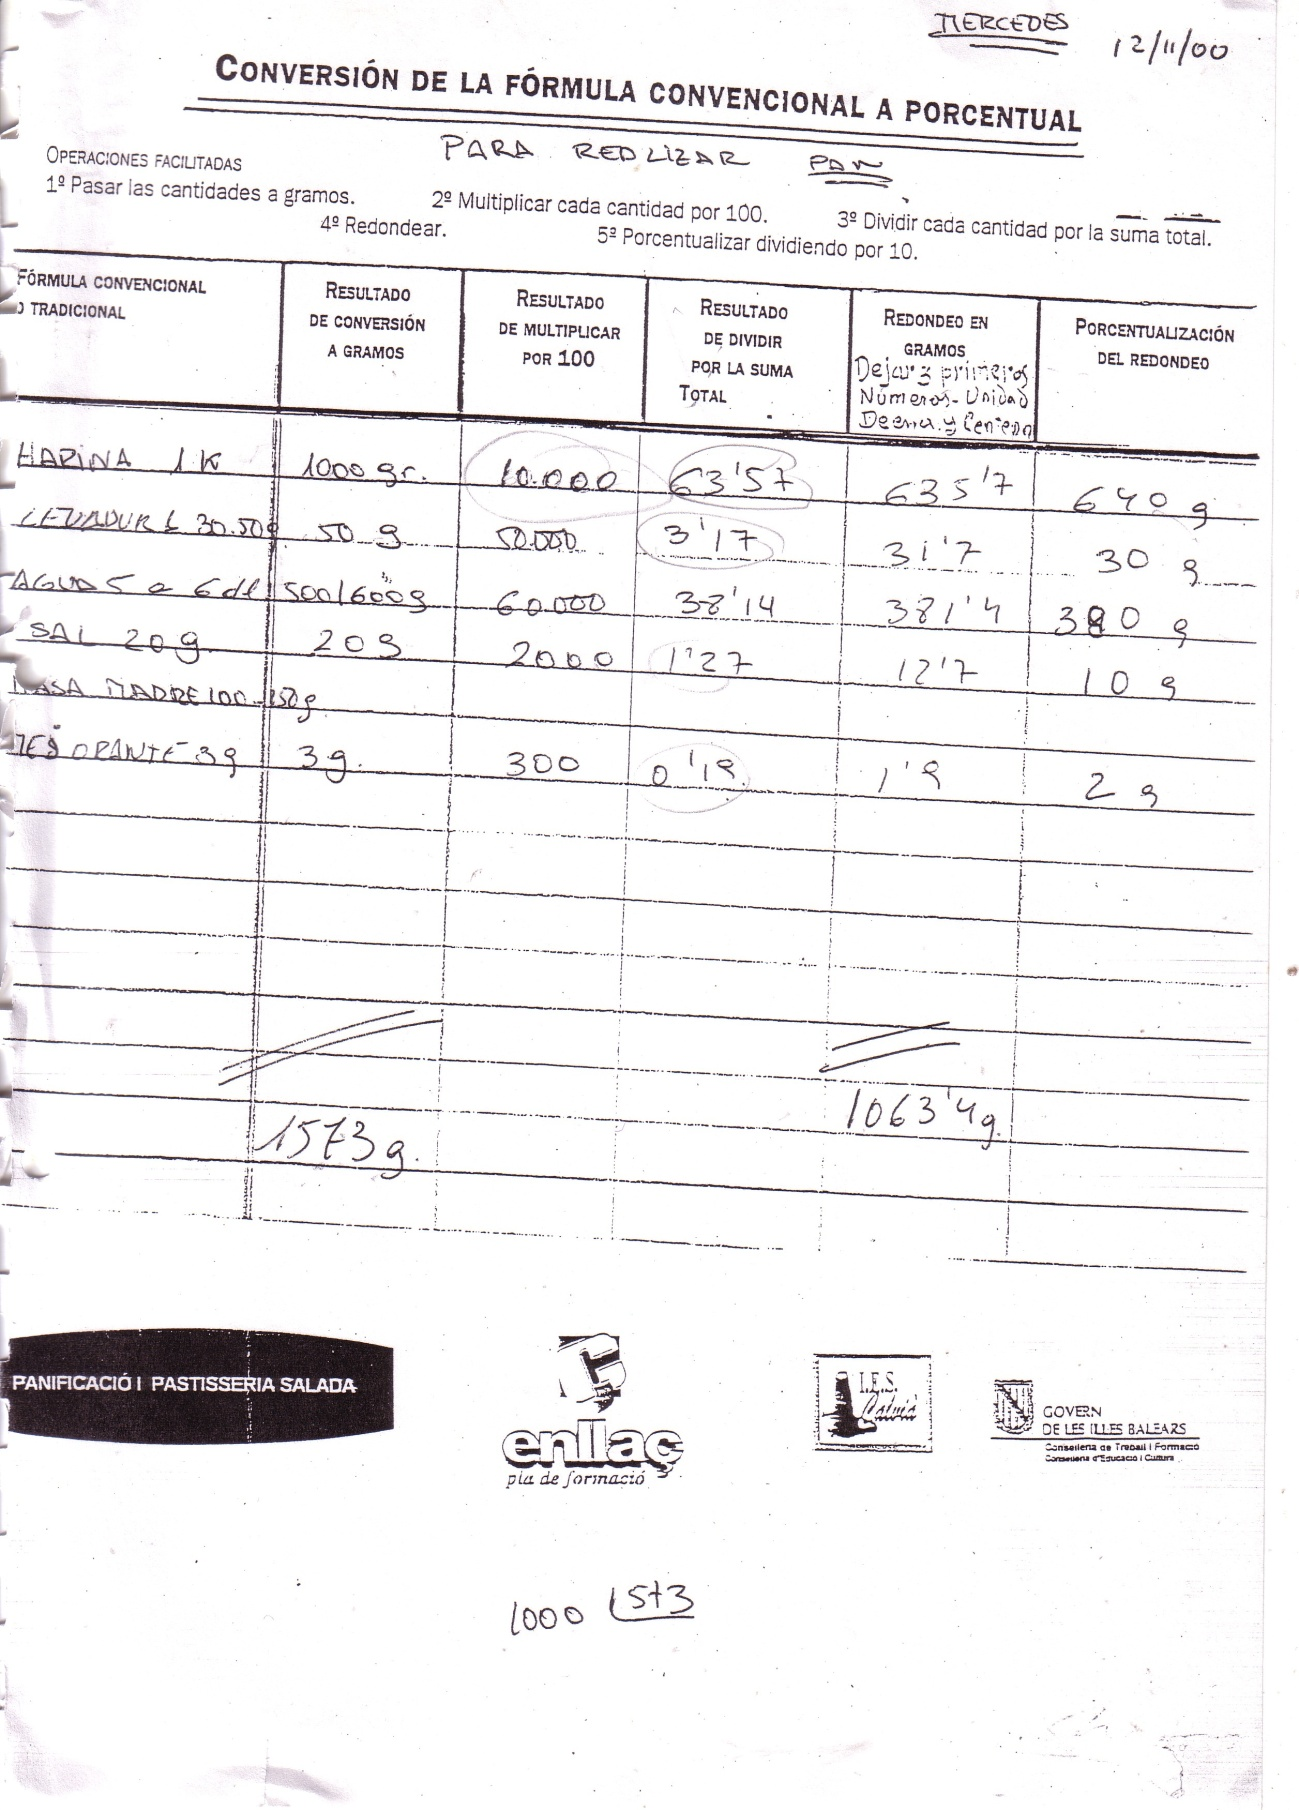 MERCEDES 12/11/00
CONVERSIÓN DE LA FÓRMULA CONVENCIONAL A PORCENTUAL
PARA REALIZAR PAN
OPERACIONES FACILITADAS
1º Pasar las cantidades a gramos. 2º Multiplicar cada cantidad por 100. 3º Dividir cada cantidad por la suma total.
4º Redondear. 5º Porcentualizar dividiendo por 10.
FÓRMULA CONVENCIONAL
O TRADICIONAL
RESULTADO
DE CONVERSIÓN
A GRAMOS
RESULTADO
DE MULTIPLICAR
POR 100
RESULTADO
DE DIVIDIR
POR LA SUMA
TOTAL
REDONDEO EN
GRAMOS
Dejar 3 primeros
Números-Unidad
Decena y Centena
PORCENTUALIZACIÓN
DEL REDONDEO
HARINA 1 K 1000 gr. 10.000 63'57 635'7 640 g
LEVADURA 30.50g 50 g 50.000 3'17 31'7 30 g
AGUA 5 a 6 dl 500/600g 60.000 38'14 381'4 380 g
SAL 20 g. 20 g 2000 1'27 12'7 10 g
MASA MADRE 100-150g
MEJORANTE 3g 3g. 300 0'19 1'9 2 g
1573 g. 1063'4 g.
PANIFICACIÓ I PASTISSERIA SALADA
enllaç
pla de formació
I.E.S.
Calvià
GOVERN
DE LES ILLES BALEARS
Conselleria de Treball i Formació
Conselleria d'Educació i Cultura
1000 573